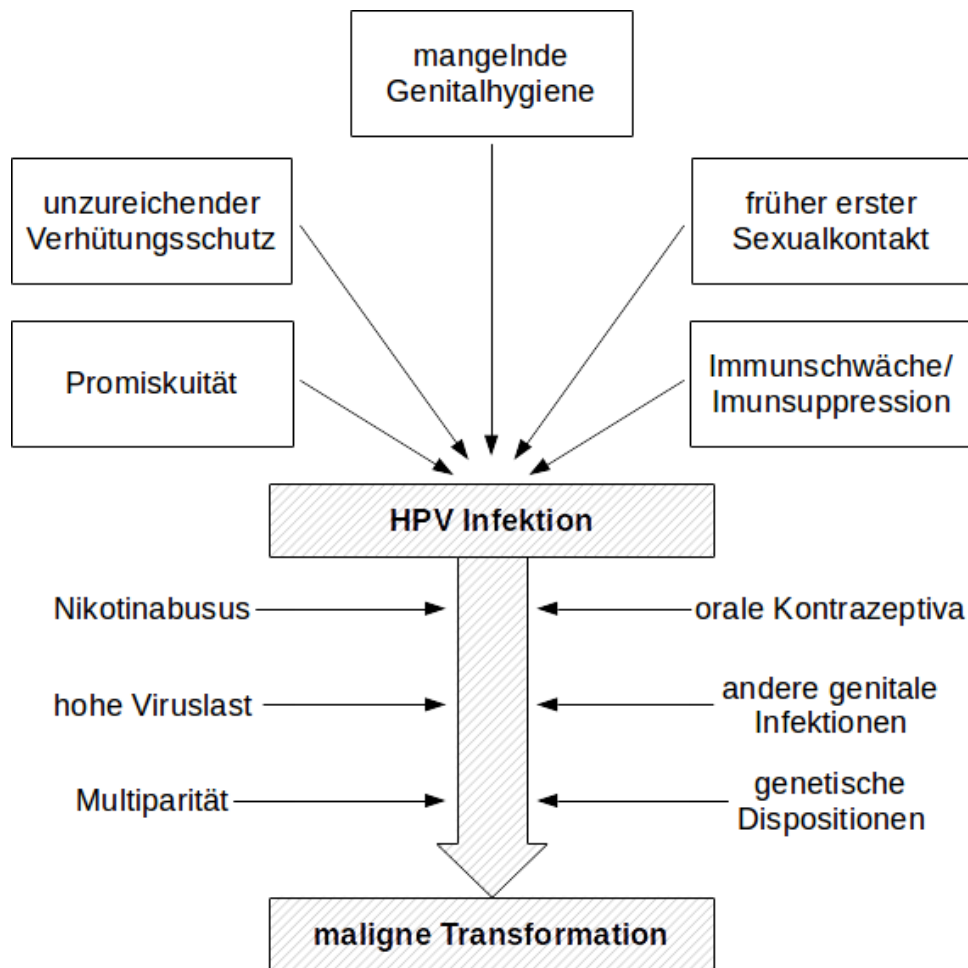 mangelnde
Genitalhygiene
unzureichender
Verhütungsschutz
früher erster
Sexualkontakt
Promiskuität
Immunschwäche/
Imunsuppression
HPV Infektion
Nikotinabusus
orale Kontrazeptiva
hohe Viruslast
andere genitale
Infektionen
Multiparität
genetische
Dispositionen
maligne Transformation